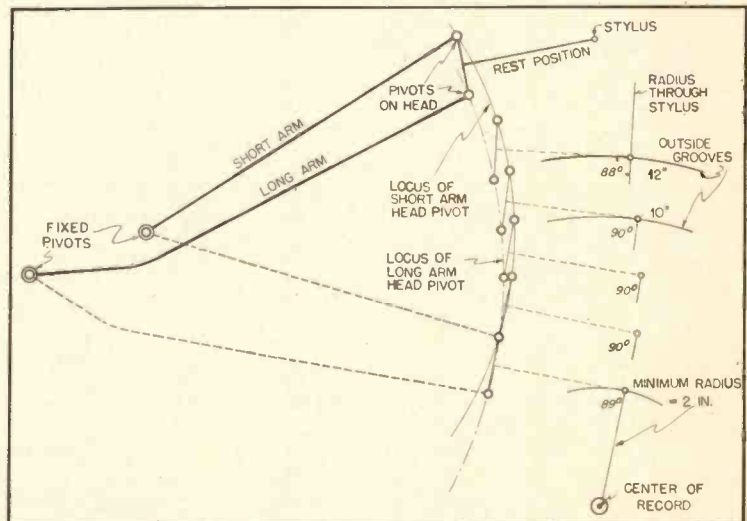 STYLUS
REST POSITION
PIVOTS
ON HEAD
RADIUS
THROUGH
STYLUS
SHORT ARM
LONG ARM
OUTSIDE
GROOVES
88° 12"
LOCUS OF
SHORT ARM
HEAD PIVOT
10"
90°
FIXED
PIVOTS
LOCUS OF
LONG ARM
HEAD PIVOT
90°
90°
MINIMUM RADIUS
= 2 IN.
89°
CENTER OF
RECORD